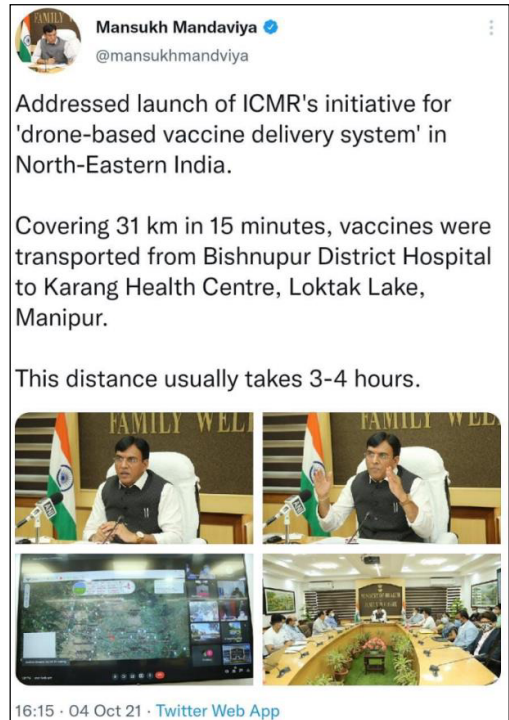 FAMILY W
Mansukh Mandaviya
@mansukhmandviya
Addressed launch of ICMR's initiative for
'drone-based vaccine delivery system' in
North-Eastern India.
Covering 31 km in 15 minutes, vaccines were
transported from Bishnupur District Hospital
to Karang Health Centre, Loktak Lake,
Manipur.
This distance usually takes 3-4 hours.
FAMILY WEL
FAMILY WEL
ANI
16:15 · 04 Oct 21 · Twitter Web App